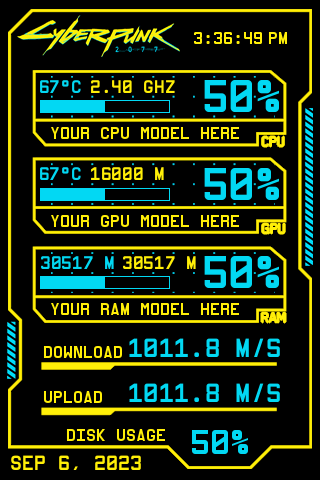 Cyberpunk
2077
3:36:49 PM
67°C 2.40 GHZ
50%
YOUR CPU MODEL HERE
CPU
67°C 16000 M
50%
YOUR GPU MODEL HERE
GPU
30517 M 30517 M
50%
YOUR RAM MODEL HERE
RAM
DOWNLOAD 1011.8 M/S
UPLOAD 1011.8 M/S
DISK USAGE 50%
SEP 6, 2023